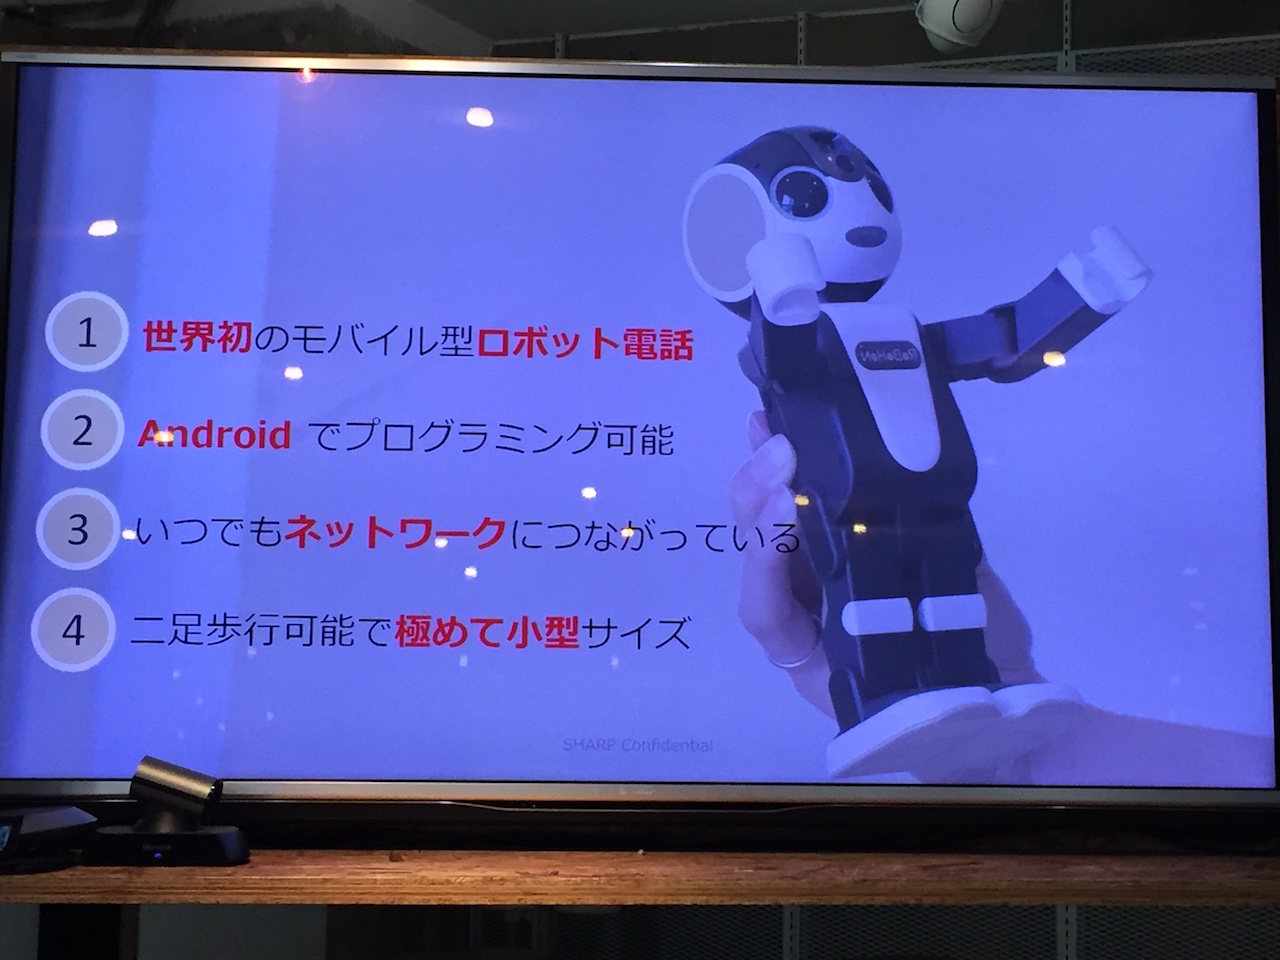 1 世界初のモバイル型ロボット電話
2 Android でプログラミング可能
3 いつでもネットワークにつながっている
4 二足歩行可能で極めて小型サイズ
RoBoHoN
SHARP Confidential